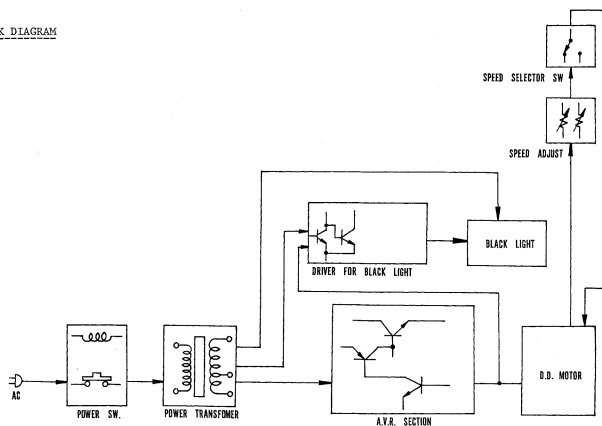 K DIAGRAM
SPEED SELECTOR SW
SPEED ADJUST
BLACK LIGHT
DRIVER FOR BLACK LIGHT
D.D. MOTOR
AC
POWER SW.
POWER TRANSFOMER
A.V.R. SECTION